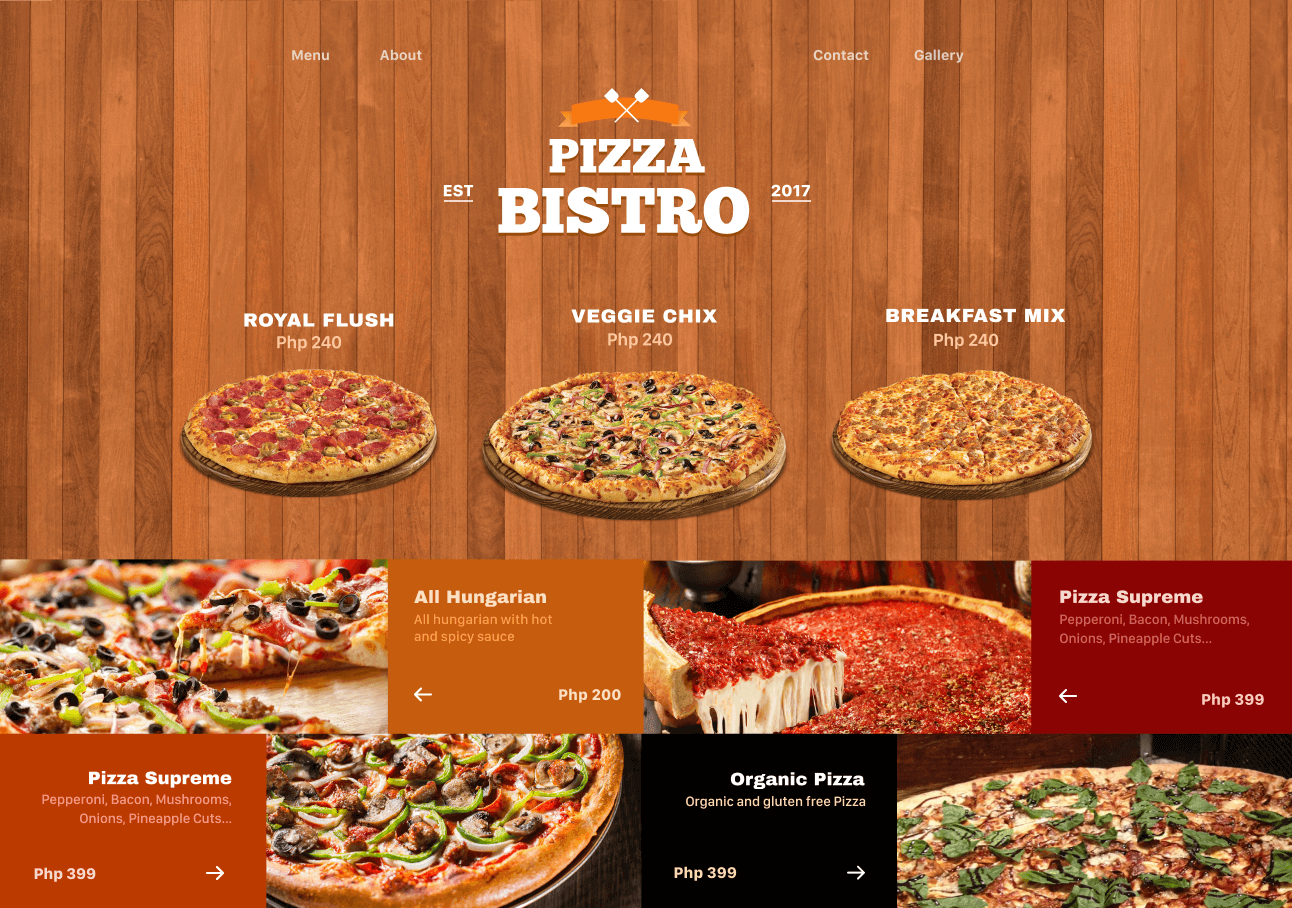 Menu
About
Contact
Gallery
PIZZA
EST
BISTRO
2017
ROYAL FLUSH
Php 240
VEGGIE CHIX
Php 240
BREAKFAST MIX
Php 240
All Hungarian
All hungarian with hot
and spicy sauce
Php 200
Pizza Supreme
Pepperoni, Bacon, Mushrooms,
Onions, Pineapple Cuts...
Php 399
Pizza Supreme
Pepperoni, Bacon, Mushrooms,
Onions, Pineapple Cuts...
Php 399
Organic Pizza
Organic and gluten free Pizza
Php 399